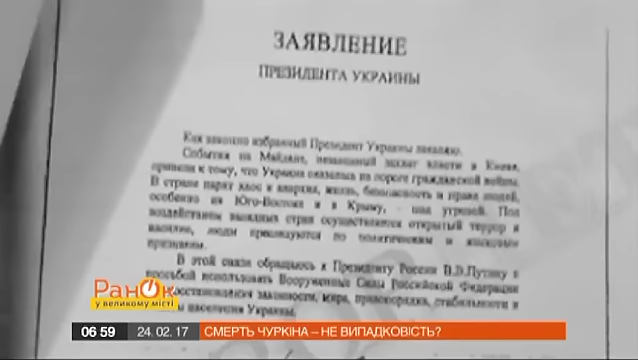 ЗАЯВЛЕНИЕ
ПРЕЗИДЕНТА УКРАИНЫ
Как законно избранный Президент Украины заявляю.
События на Майдане, незаконный захват власти в Киеве,
привели к тому, что Украина оказалась на пороге гражданской войны.
В стране царят хаос и анархия, жизнь, безопасность и права людей,
особенно на Юго-Востоке и в Крыму, - под угрозой. Под
воздействием западных стран осуществляется открытый террор и
насилие, люди преследуются по политическим и языковым
признакам.
В этой связи обращаюсь к Президенту России В.В.Путину с
просьбой использовать Вооруженные Силы Российской Федерации
законности, мира, правопорядка, стабильности и
населения Украины.
РАНОК
У ВЕЛИКОМУ МІСТІ
06 59 24. 02. 17 СМЕРТЬ ЧУРКІНА – НЕ ВИПАДКОВІСТЬ?